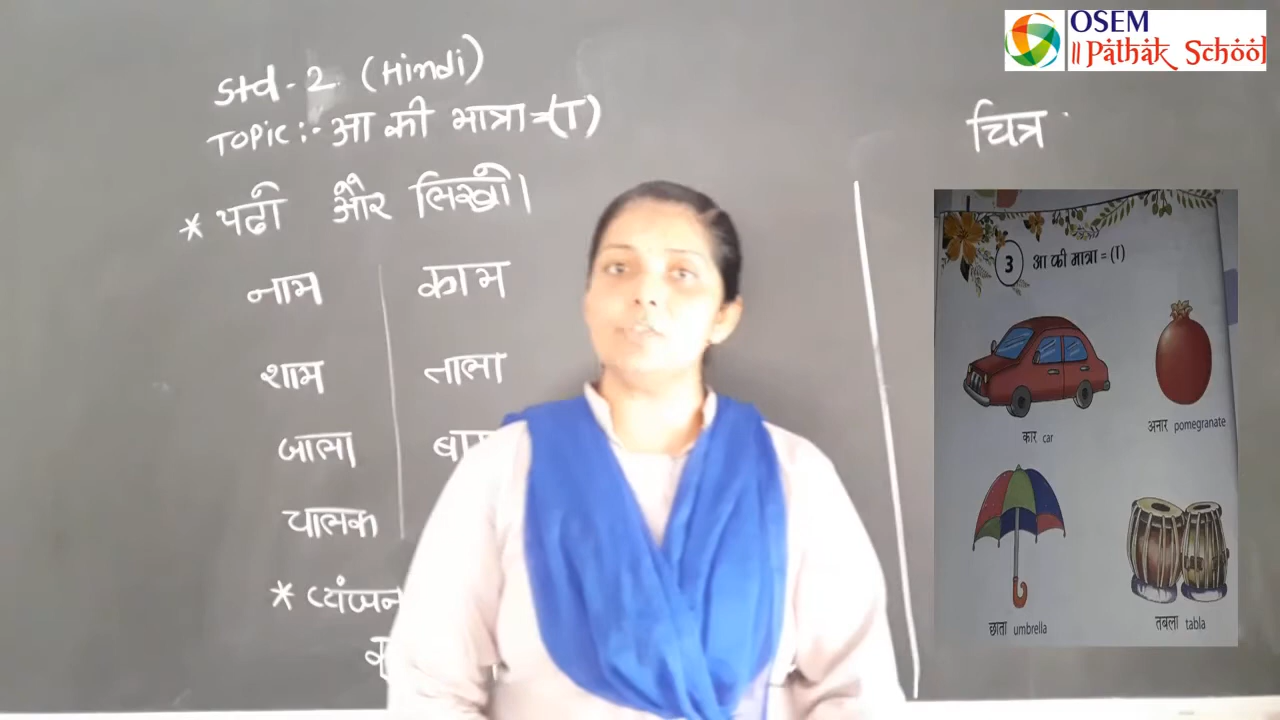 OSEM
Pathak School
Std - 2 (Hindi)
TOPIC :- आ की मात्रा = (ा)
* पढो और लिखो।
नाम काम
शाम ताला
जाला
चालक
* व्यंजन
चित्र
3 आ की मात्रा = (ा)
कार car
अनार pomegranate
छाता umbrella
तबला tabla